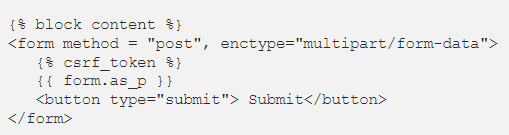 {% block content %}
<form method = "post", enctype="multipart/form-data">
{% csrf_token %}
{{ form.as_p }}
<button type="submit"> Submit</button>
</form>